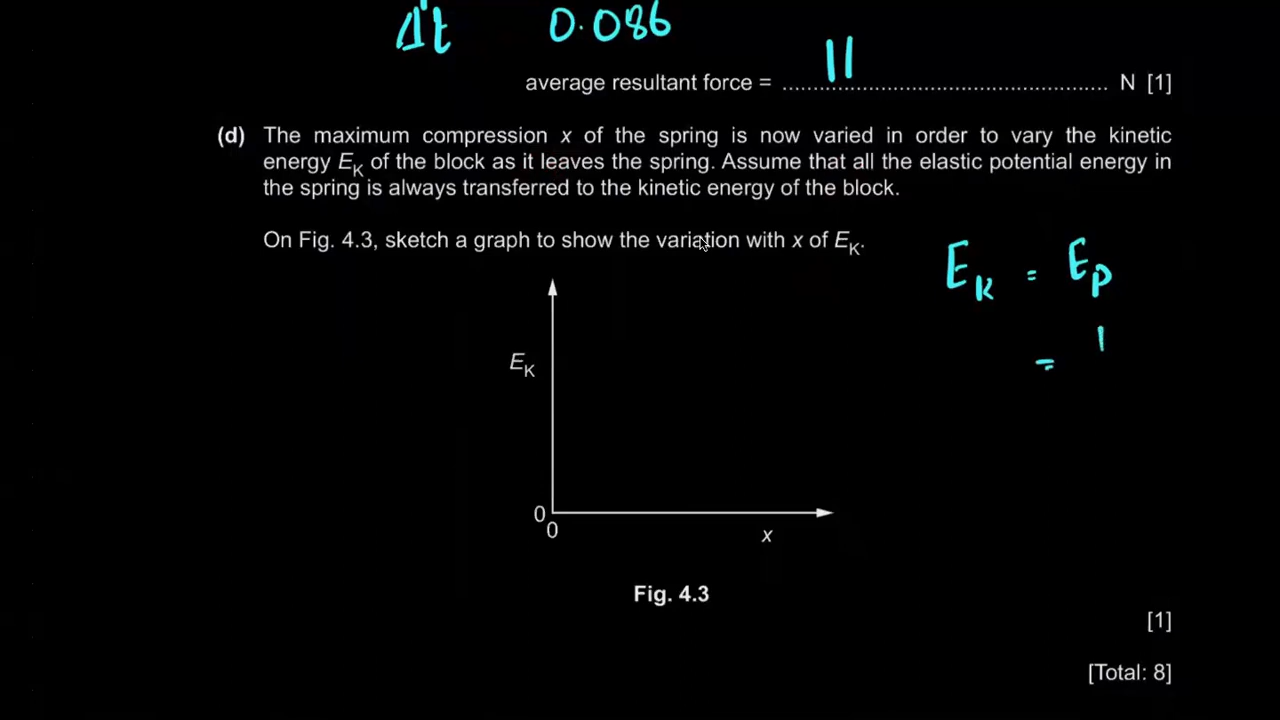 Δt 0.086
average resultant force = 11 N [1]
(d) The maximum compression x of the spring is now varied in order to vary the kinetic
energy EK of the block as it leaves the spring. Assume that all the elastic potential energy in
the spring is always transferred to the kinetic energy of the block.
On Fig. 4.3, sketch a graph to show the variation with x of EK.
EK = EP
= 1
EK
0
0
x
Fig. 4.3
[1]
[Total: 8]